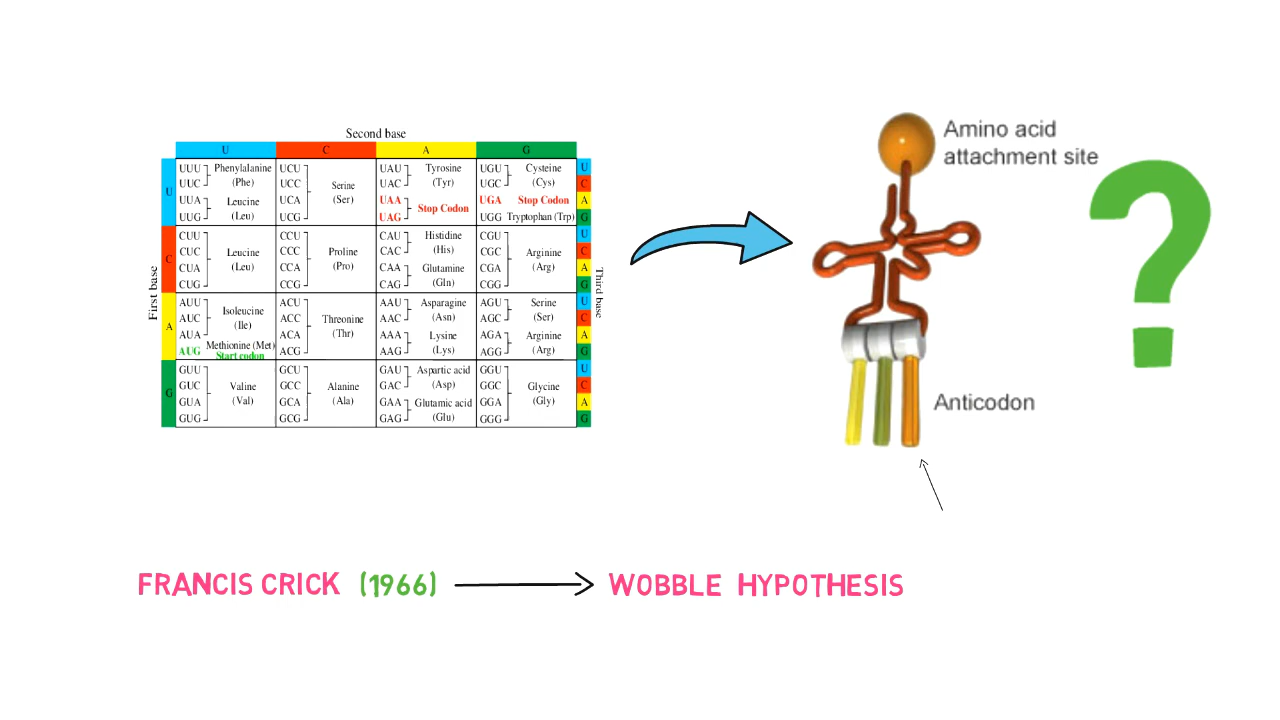 Second base
U C A G
UUU Phenylalanine UCU UAU Tyrosine UGU Cysteine U
UUC (Phe) UCC Serine UAC (Tyr) UGC (Cys) C
U UUA Leucine UCA (Ser) UAA Stop Codon UGA Stop Codon A
UUG (Leu) UCG UAG UGG Tryptophan (Trp) G
CUU CCU CAU Histidine CGU U
CUC Leucine CCC Proline CAC (His) CGC Arginine C
C CUA (Leu) CCA (Pro) CAA Glutamine CGA (Arg) A
CUG CCG CAG (Gln) CGG G
AUU Isoleucine ACU AAU Asparagine AGU Serine U
AUC (Ile) ACC Threonine AAC (Asn) AGC (Ser) C
A AUA ACA (Thr) AAA Lysine AGA Arginine A
AUG Methionine (Met) ACG AAG (Lys) AGG (Arg) G
Start codon
GUU GCU GAU Aspartic acid GGU U
GUC Valine GCC Alanine GAC (Asp) GGC Glycine C
G GUA (Val) GCA (Ala) GAA Glutamic acid GGA (Gly) A
GUG GCG GAG (Glu) GGG G
First base
Third base
Amino acid
attachment site
?
Anticodon
FRANCIS CRICK (1966) WOBBLE HYPOTHESIS